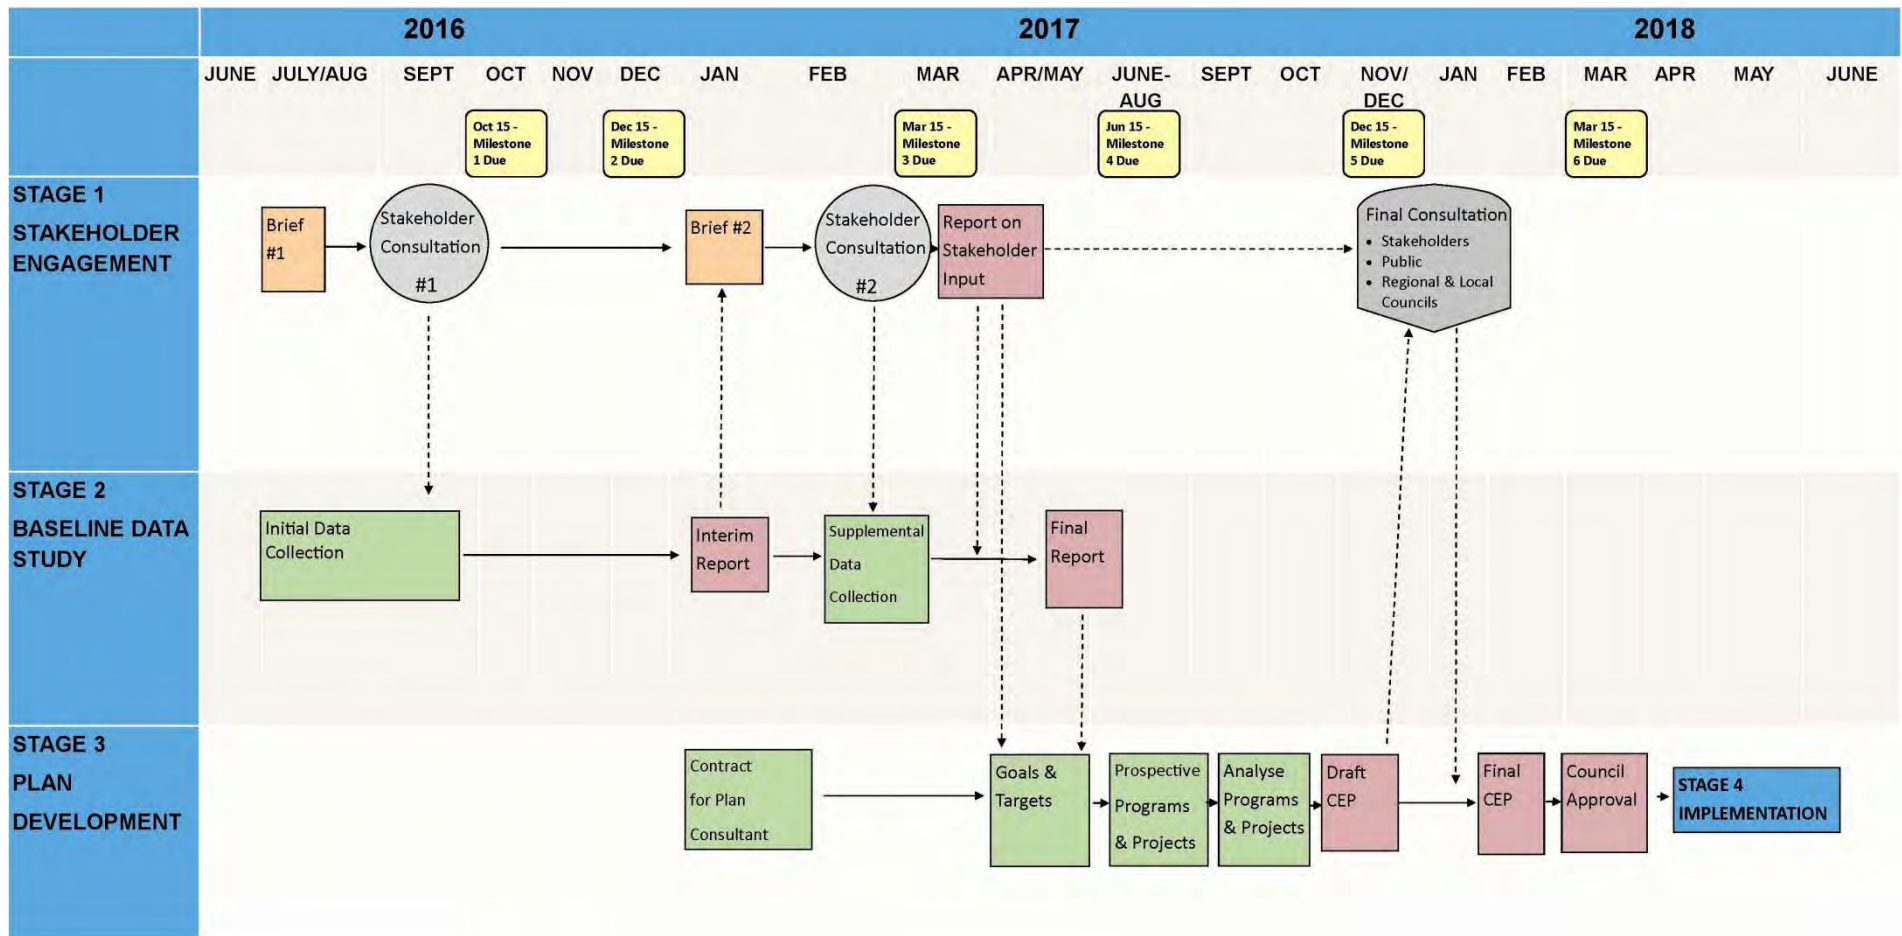 2016
2017
2018
JUNE
JULY/AUG
SEPT
OCT
NOV
DEC
JAN
FEB
MAR
APR/MAY
JUNE-
AUG
SEPT
OCT
NOV/
DEC
JAN
FEB
MAR
APR
MAY
JUNE
Oct 15 -
Milestone
1 Due
Dec 15 -
Milestone
2 Due
Mar 15 -
Milestone
3 Due
Jun 15 -
Milestone
4 Due
Dec 15 -
Milestone
5 Due
Mar 15 -
Milestone
6 Due
STAGE 1
STAKEHOLDER
ENGAGEMENT
Brief
#1
Stakeholder
Consultation
#1
Brief #2
Stakeholder
Consultation
#2
Report on
Stakeholder
Input
Final Consultation
• Stakeholders
• Public
• Regional & Local
Councils
STAGE 2
BASELINE DATA
STUDY
Initial Data
Collection
Interim
Report
Supplemental
Data
Collection
Final
Report
STAGE 3
PLAN
DEVELOPMENT
Contract
for Plan
Consultant
Goals &
Targets
Prospective
Programs
& Projects
Analyse
Programs
& Projects
Draft
CEP
Final
CEP
Council
Approval
STAGE 4
IMPLEMENTATION